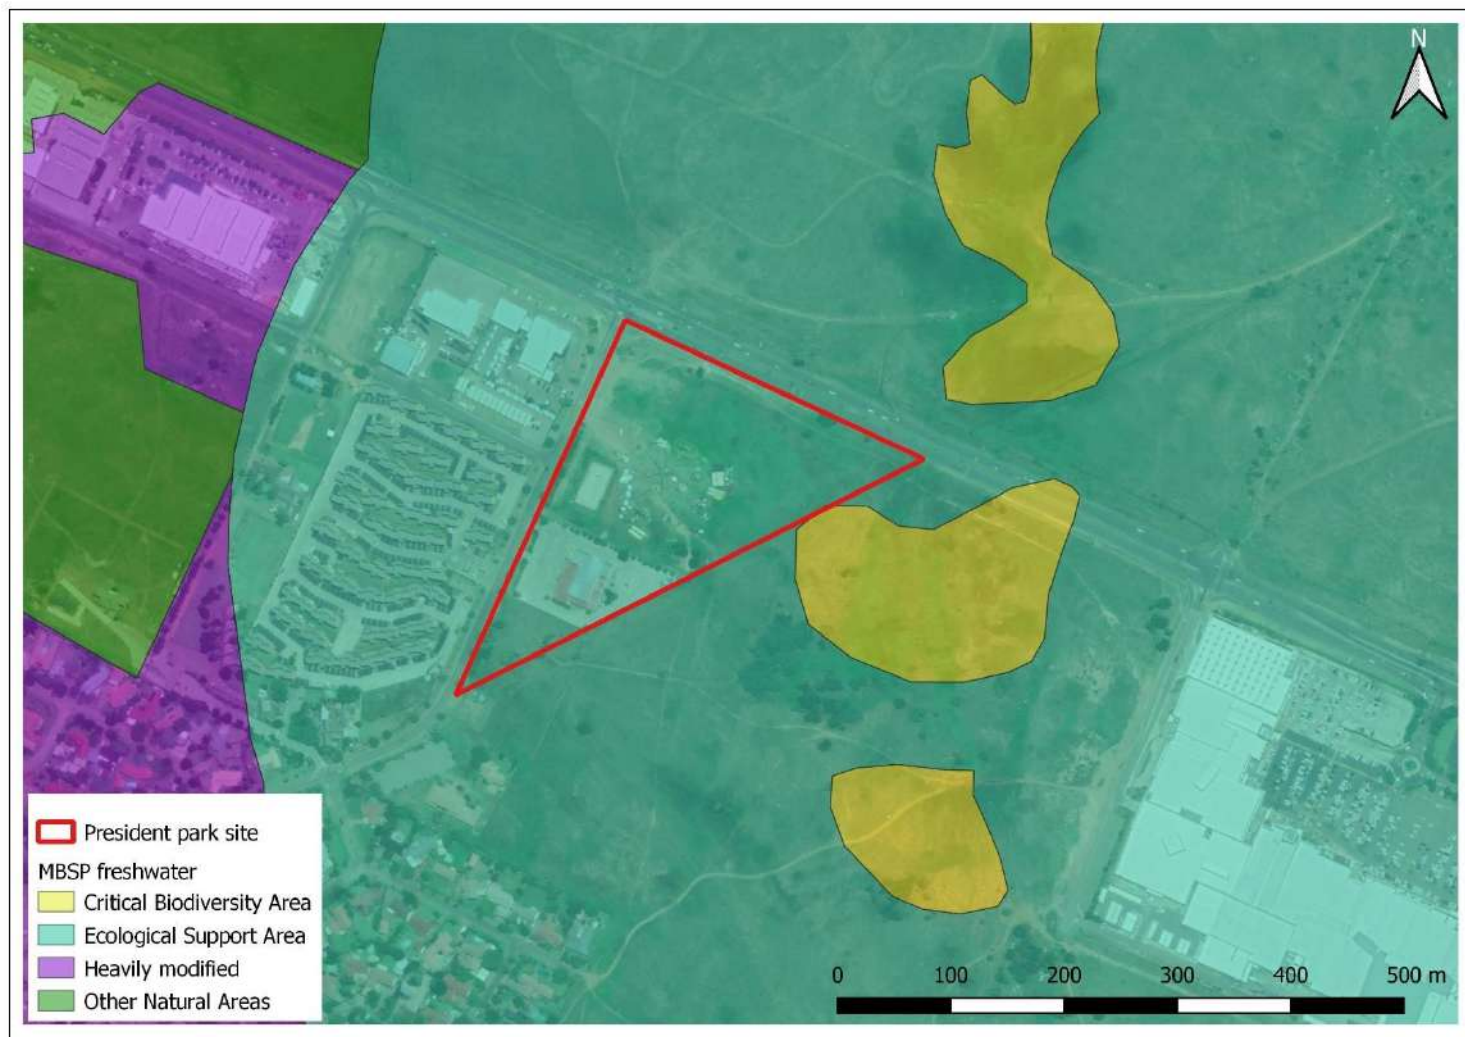 N
President park site
MBSP freshwater
Critical Biodiversity Area
Ecological Support Area
Heavily modified
Other Natural Areas
0 100 200 300 400 500 m